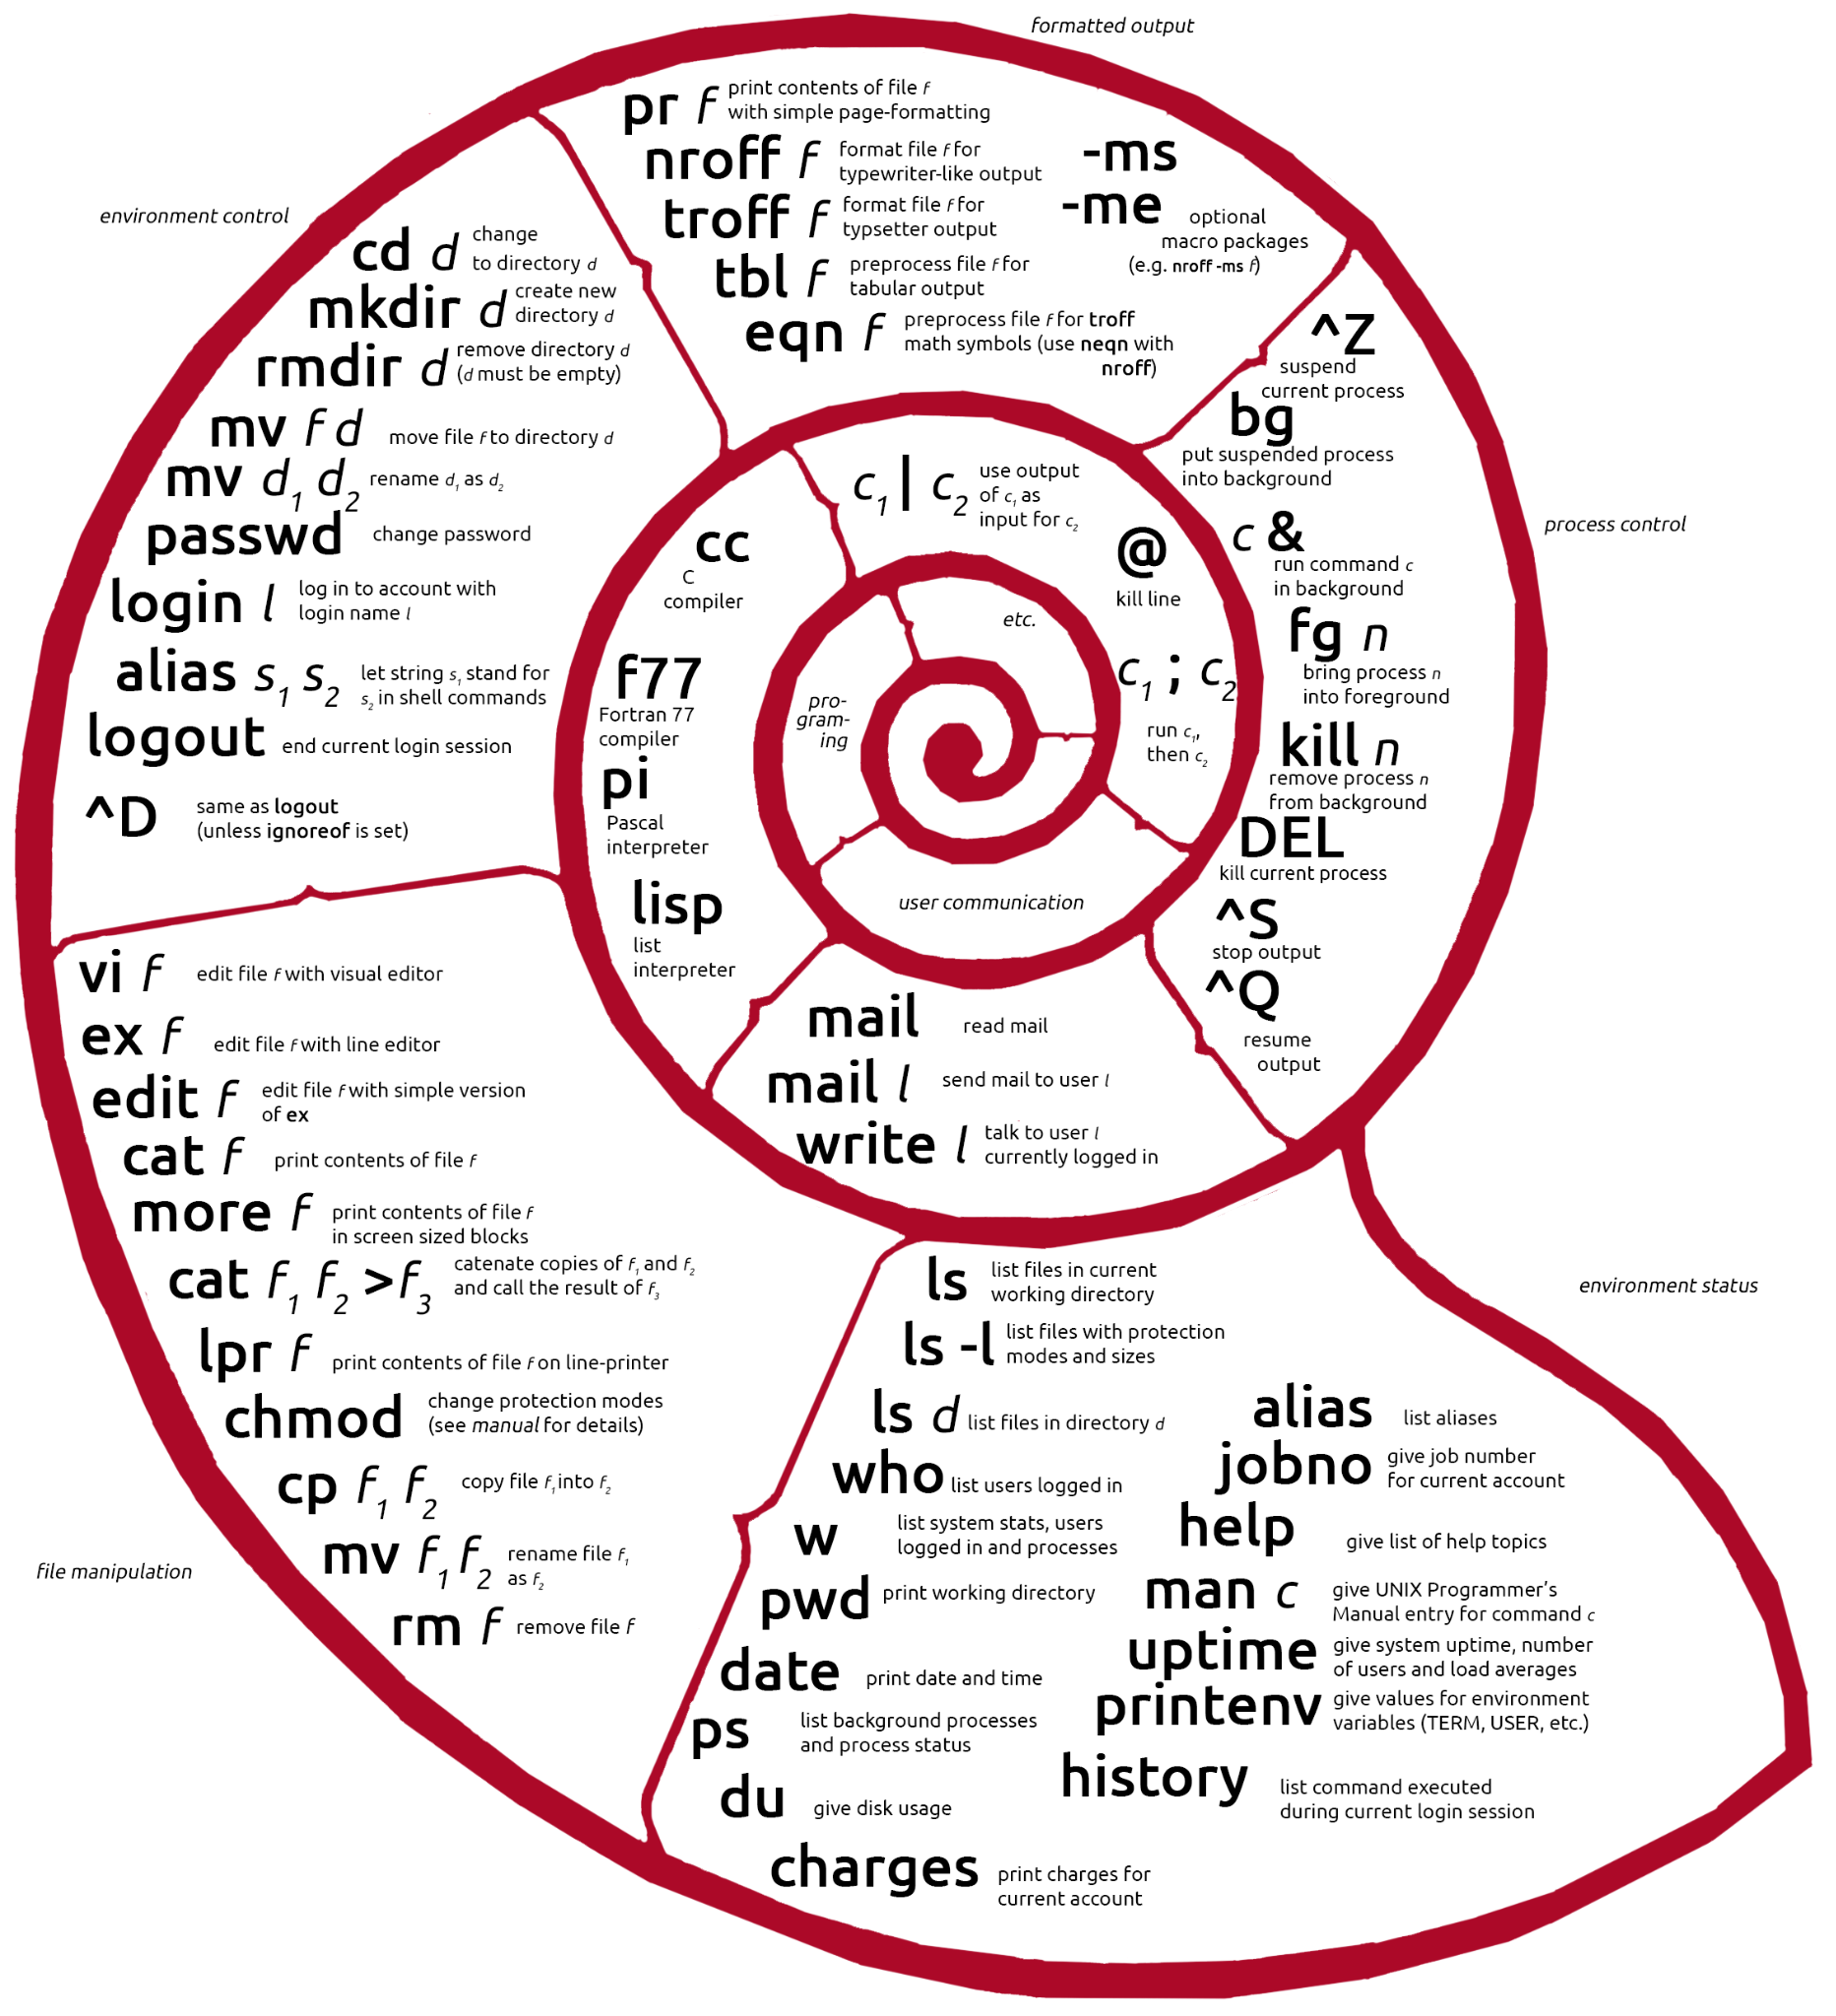 formatted output
pr f print contents of file f
with simple page-formatting
nroff f format file f for
typewriter-like output
troff f format file f for
typsetter output
tbl f preprocess file f for
tabular output
eqn f preprocess file f for troff
math symbols (use neqn with
nroff)
-ms
-me optional
macro packages
(e.g. nroff -ms f)
environment control
cd d change
to directory d
mkdir d create new
directory d
rmdir d remove directory d
(d must be empty)
mv f d move file f to directory d
mv d1 d2 rename d1 as d2
passwd change password
login l log in to account with
login name l
alias s1 s2 let string s1 stand for
s2 in shell commands
logout end current login session
^D same as logout
(unless ignoreof is set)
process control
^Z
suspend
current process
bg
put suspended process
into background
c &
run command c
in background
fg n
bring process n
into foreground
kill n
remove process n
from background
DEL
kill current process
^S
stop output
^Q
resume
output
c1 | c2 use output
of c1 as
input for c2
@
kill line
c1 ; c2
run c1,
then c2
etc.
cc
C
compiler
f77
Fortran 77
compiler
pi
Pascal
interpreter
lisp
list
interpreter
pro-
gram-
ing
user communication
mail read mail
mail l send mail to user l
write l talk to user l
currently logged in
file manipulation
vi f edit file f with visual editor
ex f edit file f with line editor
edit f edit file f with simple version
of ex
cat f print contents of file f
more f print contents of file f
in screen sized blocks
cat f1 f2 >f3 catenate copies of f1 and f2
and call the result of f3
lpr f print contents of file f on line-printer
chmod change protection modes
(see manual for details)
cp f1 f2 copy file f1 into f2
mv f1 f2 rename file f1
as f2
rm f remove file f
environment status
ls list files in current
working directory
ls -l list files with protection
modes and sizes
ls d list files in directory d
who list users logged in
w list system stats, users
logged in and processes
pwd print working directory
date print date and time
ps list background processes
and process status
du give disk usage
charges print charges for
current account
alias list aliases
jobno give job number
for current account
help give list of help topics
man c give UNIX Programmer’s
Manual entry for command c
uptime give system uptime, number
of users and load averages
printenv give values for environment
variables (TERM, USER, etc.)
history list command executed
during current login session